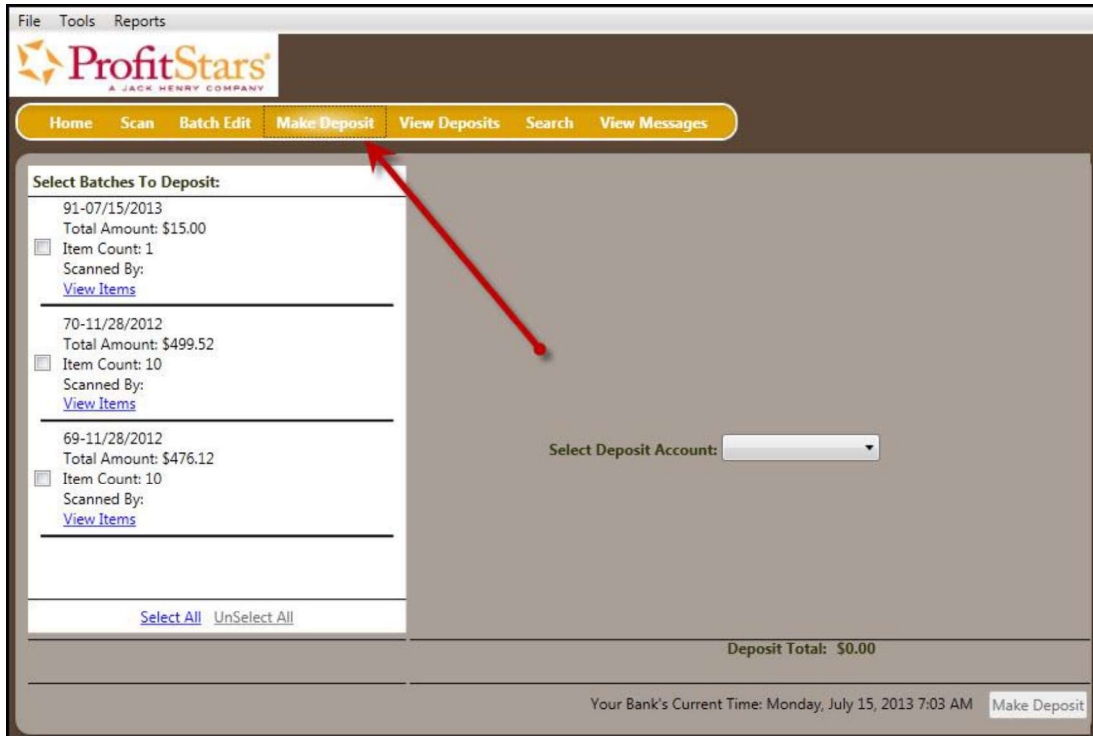 File Tools Reports
ProfitStars
A JACK HENRY COMPANY
Home Scan Batch Edit Make Deposit View Deposits Search View Messages
Select Batches To Deposit:
91-07/15/2013
Total Amount: $15.00
Item Count: 1
Scanned By:
View Items
70-11/28/2012
Total Amount: $499.52
Item Count: 10
Scanned By:
View Items
69-11/28/2012
Total Amount: $476.12
Item Count: 10
Scanned By:
View Items
Select All UnSelect All
Select Deposit Account:
Deposit Total: $0.00
Your Bank's Current Time: Monday, July 15, 2013 7:03 AM Make Deposit